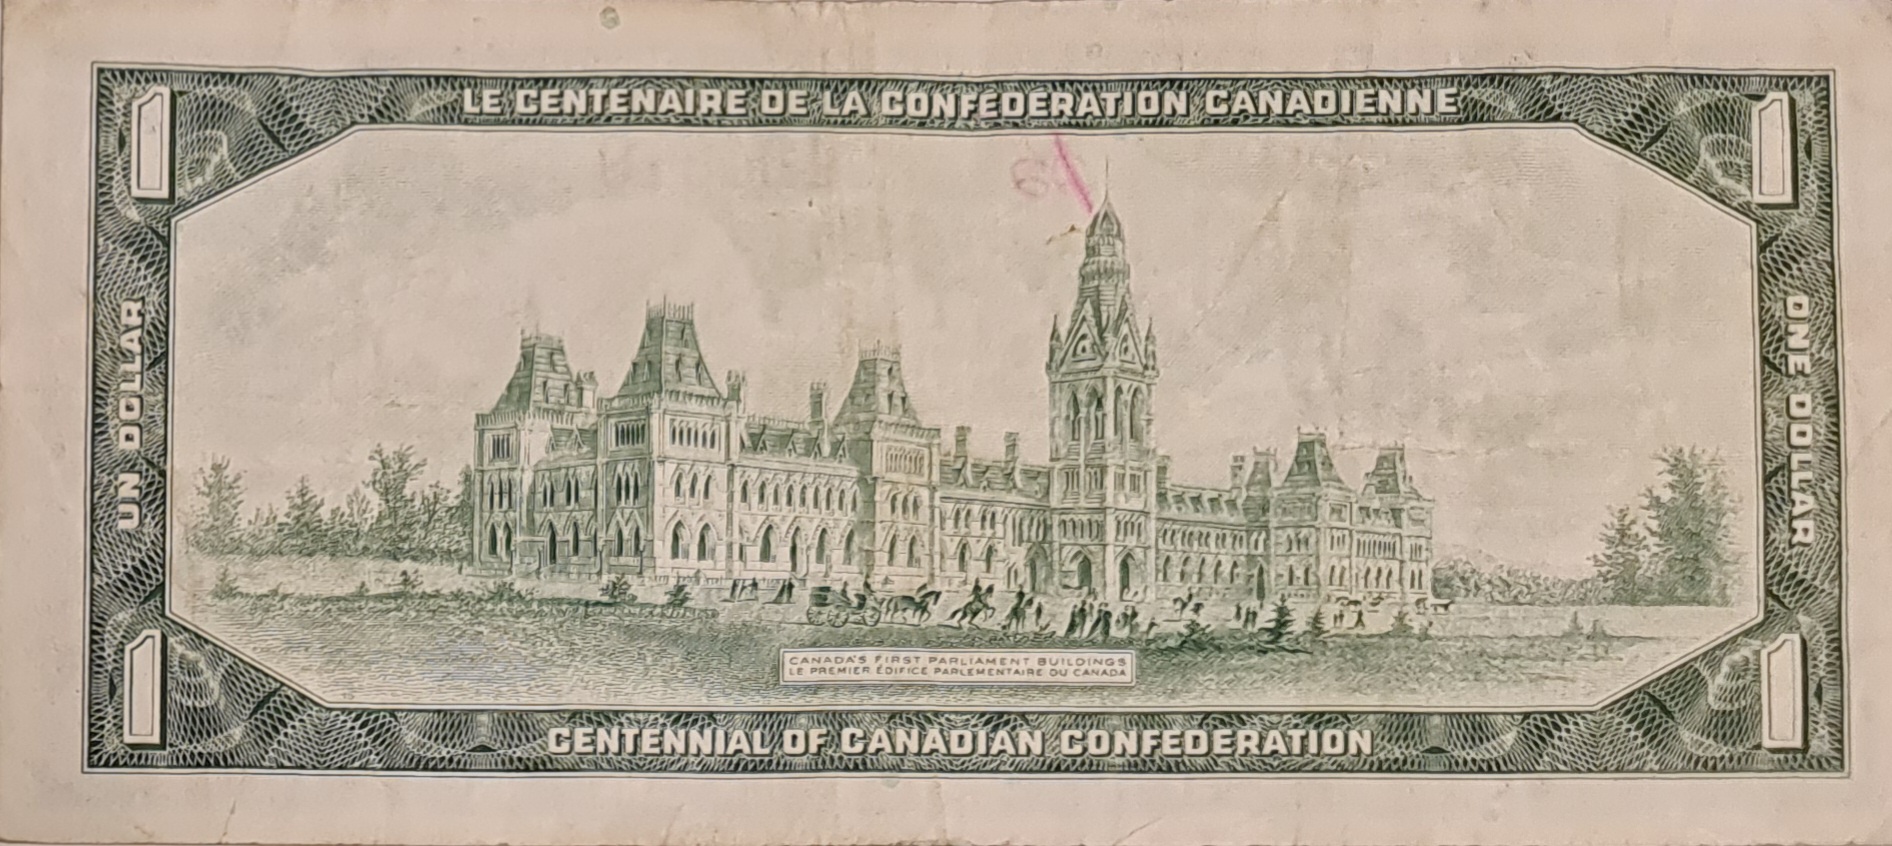 LE CENTENAIRE DE LA CONFÉDÉRATION CANADIENNE
1
1
UN DOLLAR
ONE DOLLAR
CANADA'S FIRST PARLIAMENT BUILDINGS
LE PREMIER ÉDIFICE PARLEMENTAIRE DU CANADA
1
1
CENTENNIAL OF CANADIAN CONFEDERATION